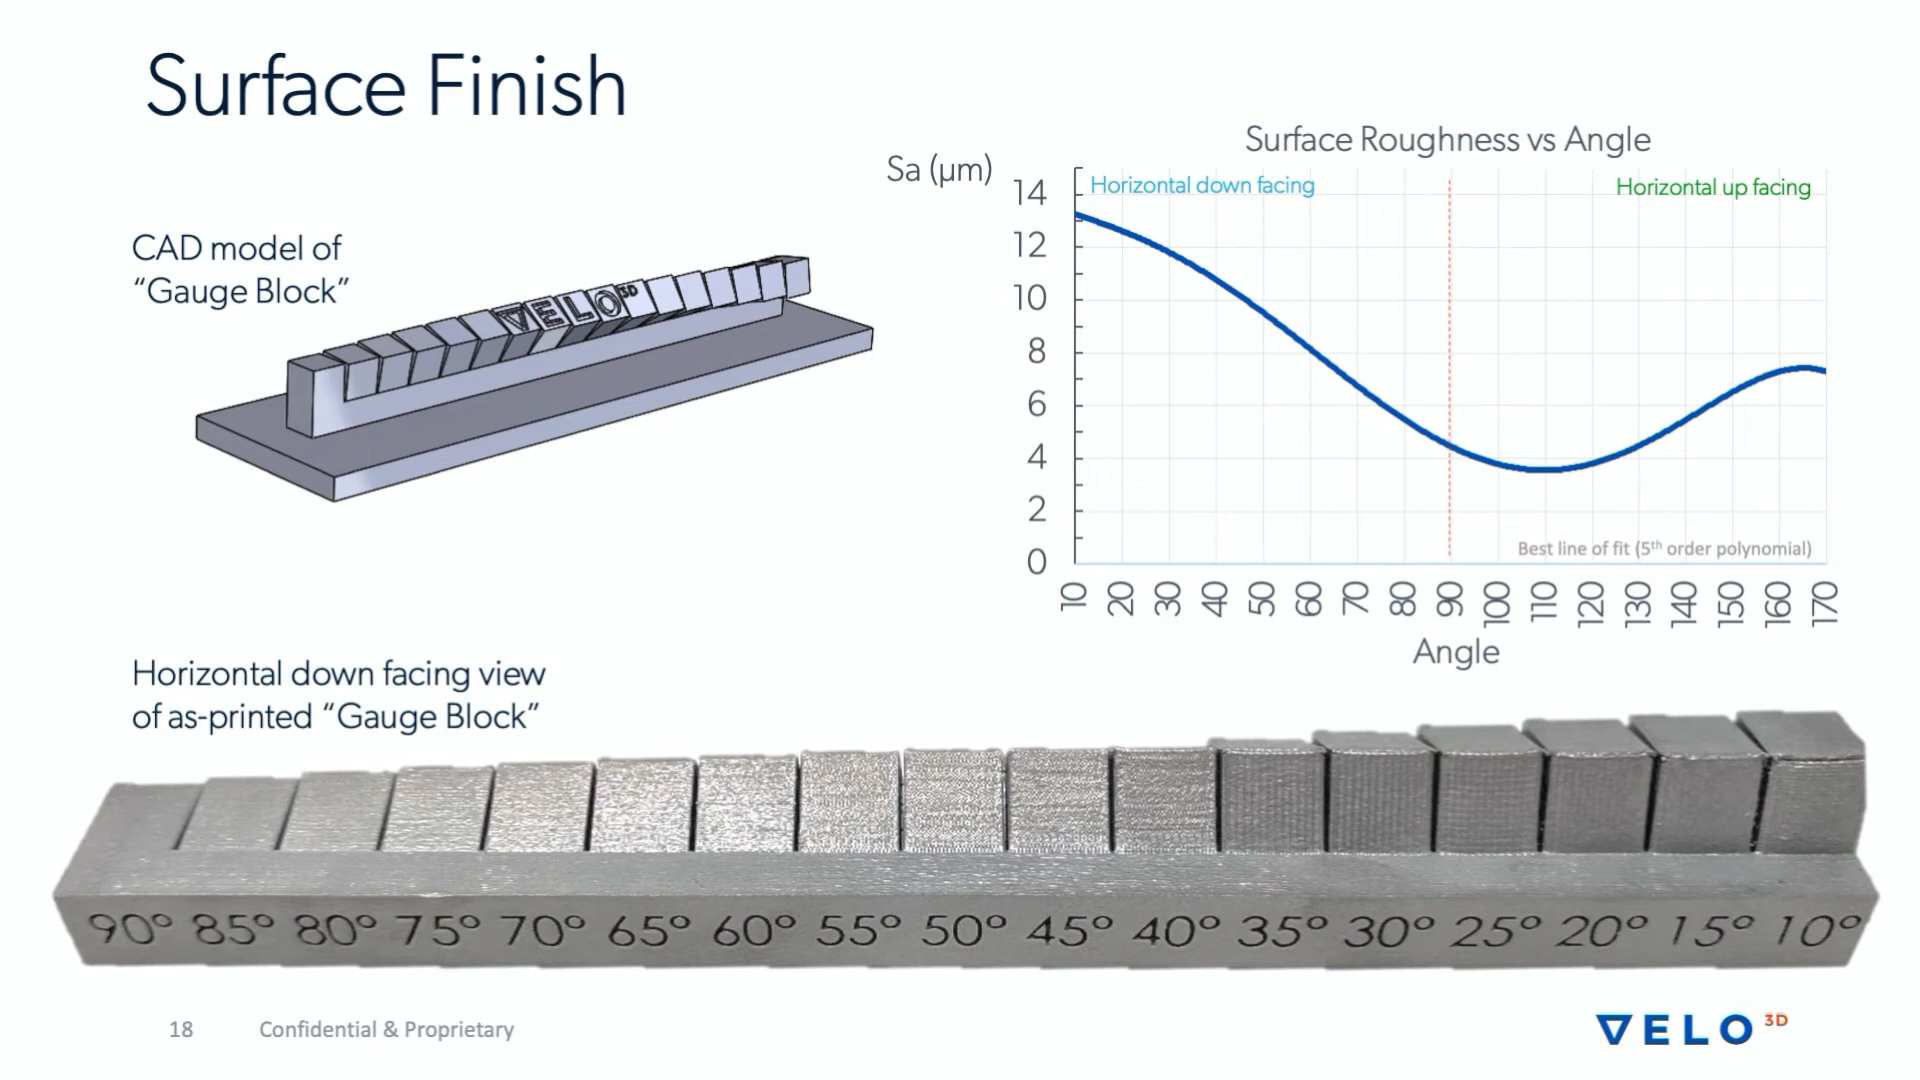 Surface Finish
CAD model of
“Gauge Block”
VELO3D
Surface Roughness vs Angle
Sa (µm)
Horizontal down facing
Horizontal up facing
14
12
10
8
6
4
2
0
Best line of fit (5th order polynomial)
10 20 30 40 50 60 70 80 90 100 110 120 130 140 150 160 170
Angle
Horizontal down facing view
of as-printed “Gauge Block”
90° 85° 80° 75° 70° 65° 60° 55° 50° 45° 40° 35° 30° 25° 20° 15° 10°
18 Confidential & Proprietary
VELO3D